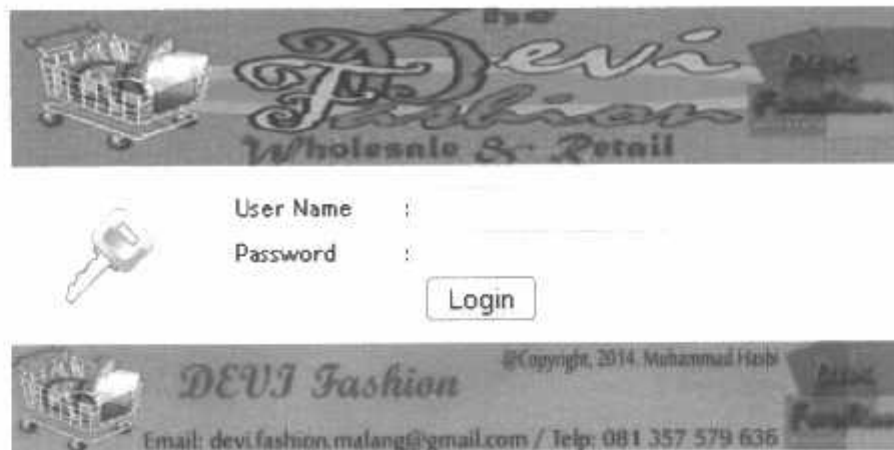 The
Devi
Fashion
Wholesale & Retail
User Name :
Password :
Login
DEVI Fashion
@Copyright, 2014. Muhammad Hasbi
Email: devi.fashion.malang@gmail.com / Telp: 081 357 579 636